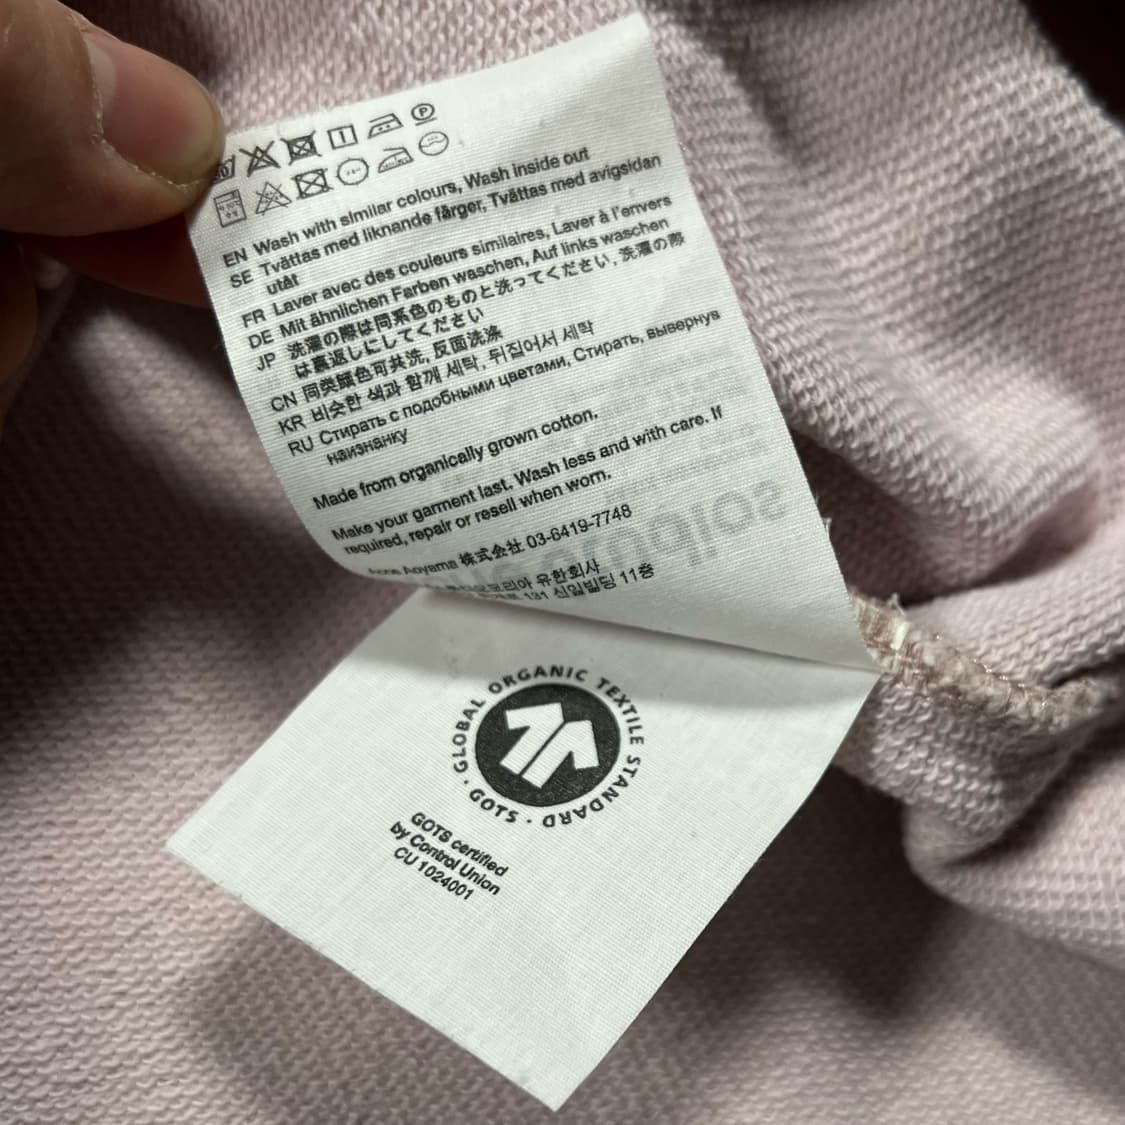 EN Wash with similar colours, Wash inside out
SE Tvättas med liknande färger, Tvättas med avigsidan
utåt
FR Laver avec des couleurs similaires, Laver à l'envers
DE Mit ähnlichen Farben waschen, Auf links waschen
JP 洗濯の際は同系色のものと洗ってください, 洗濯の際
は裏返しにしてください
CN 同类颜色可共洗, 反面洗涤
KR 비슷한 색과 함께 세탁, 뒤집어서 세탁
RU Стирать с подобными цветами, Стирать, вывернув
наизнанку
Made from organically grown cotton.
Make your garment last. Wash less and with care. If
required, repair or resell when worn.
Acne Aoyama 株式会社 03-6419-7748
유한회사
131 신일빌딩 11층
GLOBAL ORGANIC TEXTILE STANDARD · GOTS ·
GOTS certified
by Control Union
CU 1024001